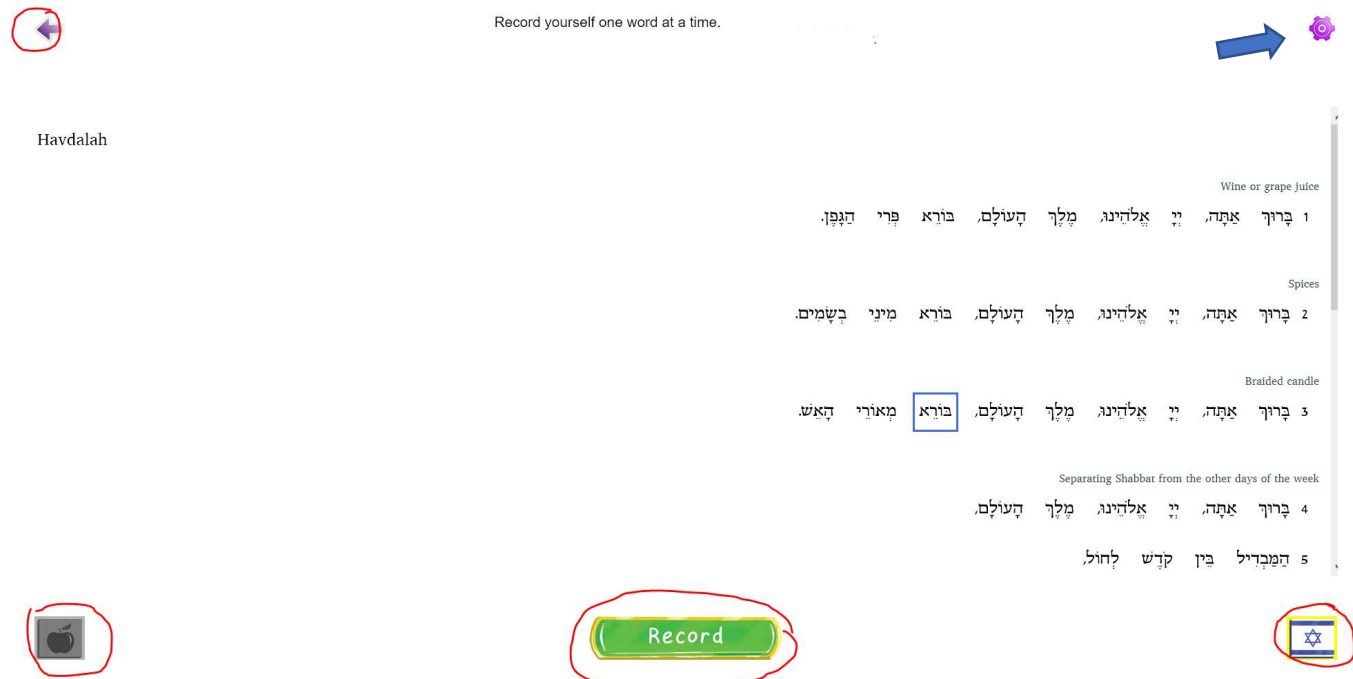 Record yourself one word at a time.
Havdalah
Wine or grape juice
1 בָּרוּךְ אַתָּה, יְיָ אֱלֹהֵינוּ, מֶלֶךְ הָעוֹלָם, בּוֹרֵא פְּרִי הַגָּפֶן.
Spices
2 בָּרוּךְ אַתָּה, יְיָ אֱלֹהֵינוּ, מֶלֶךְ הָעוֹלָם, בּוֹרֵא מִינֵי בְשָׂמִים.
Braided candle
3 בָּרוּךְ אַתָּה, יְיָ אֱלֹהֵינוּ, מֶלֶךְ הָעוֹלָם, בּוֹרֵא מְאוֹרֵי הָאֵשׁ.
Separating Shabbat from the other days of the week
4 בָּרוּךְ אַתָּה, יְיָ אֱלֹהֵינוּ, מֶלֶךְ הָעוֹלָם,
5 הַמַּבְדִיל בֵּין קֹדֶשׁ לְחוֹל,
Record